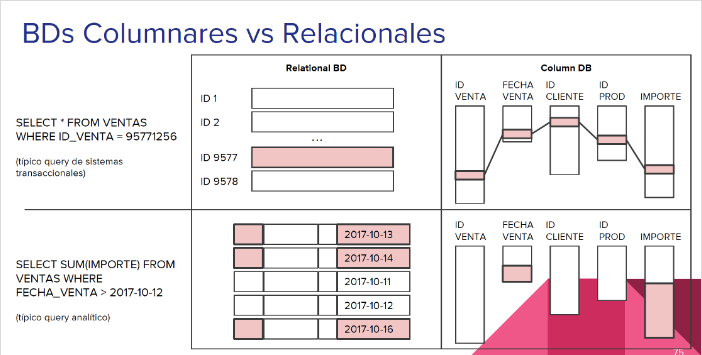 BDs Columnares vs Relacionales
Relational BD
Column DB
SELECT * FROM VENTAS
WHERE ID_VENTA = 95771256
(típico query de sistemas
transaccionales)
ID 1
ID 2
...
ID 9577
ID 9578
ID
VENTA
FECHA
VENTA
ID
CLIENTE
ID
PROD
IMPORTE
SELECT SUM(IMPORTE) FROM
VENTAS WHERE
FECHA_VENTA > 2017-10-12
(típico query analítico)
2017-10-13
2017-10-14
2017-10-11
2017-10-12
2017-10-16
ID
VENTA
FECHA
VENTA
ID
CLIENTE
ID
PROD
IMPORTE
75